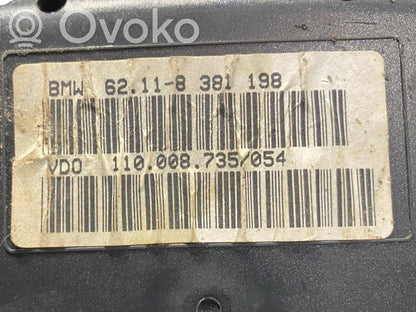 Ovoko
BMW 62.11-8 381 198
VDO 110.008.735/054